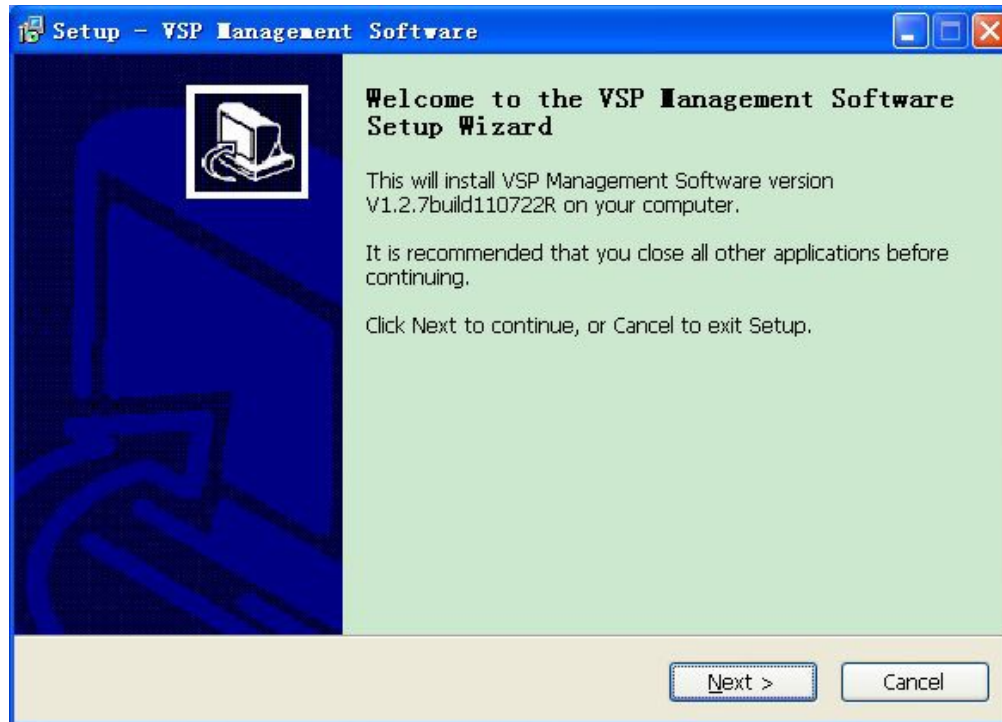 Setup - VSP Management Software
Welcome to the VSP Management Software
Setup Wizard
This will install VSP Management Software version
V1.2.7build110722R on your computer.
It is recommended that you close all other applications before
continuing.
Click Next to continue, or Cancel to exit Setup.
Next >
Cancel